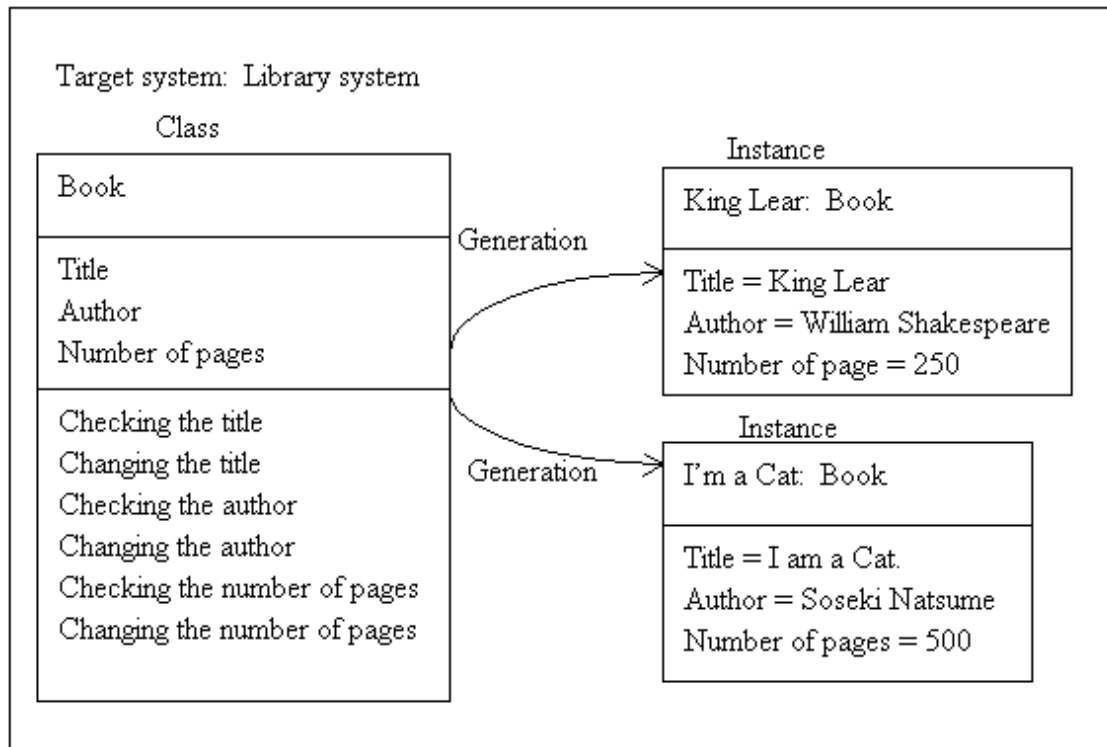 Target system: Library system
Class
Book
Title
Author
Number of pages
Checking the title
Changing the title
Checking the author
Changing the author
Checking the number of pages
Changing the number of pages
Generation
Generation
Instance
King Lear: Book
Title = King Lear
Author = William Shakespeare
Number of page = 250
Instance
I'm a Cat: Book
Title = I am a Cat.
Author = Soseki Natsume
Number of pages = 500